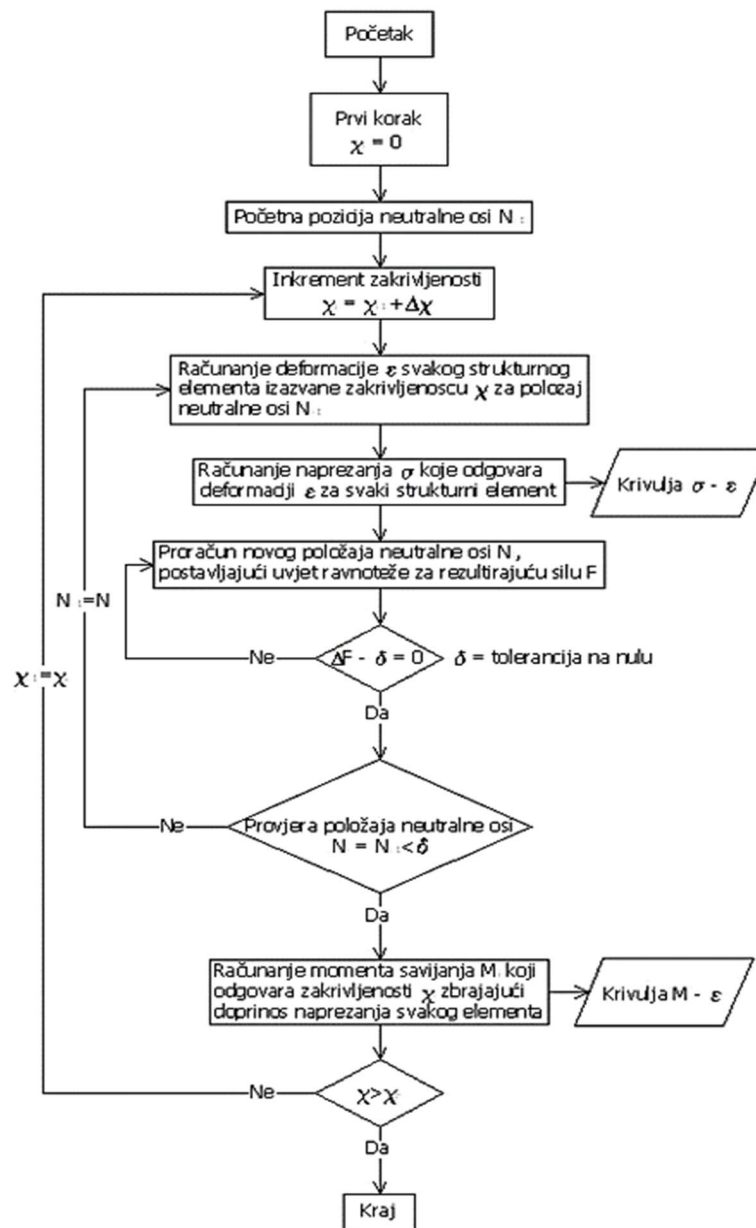 Početak
Prvi korak
χ = 0
Početna pozicija neutralne osi N
Inkrement zakrivljenosti
χ = χ + Δχ
Računanje deformacije ε svakog strukturnog
elementa izazvane zakrivljenoscu χ za polozaj
neutralne osi N
Računanje naprezanja σ koje odgovara
deformaciji ε za svaki strukturni element
Krivulja σ - ε
Proračun novog položaja neutralne osi N,
postavljajući uvjet ravnoteže za rezultirajuću silu F
N =N
Ne
ΔF - δ = 0
δ = tolerancija na nulu
χ =χ
Da
Ne
Provjera položaja neutralne osi
N = N < δ
Da
Računanje momenta savijanja M koji
odgovara zakrivljenosti χ zbrajajući
doprinos naprezanja svakog elementa
Krivulja M - ε
Ne
χ>χ
Da
Kraj